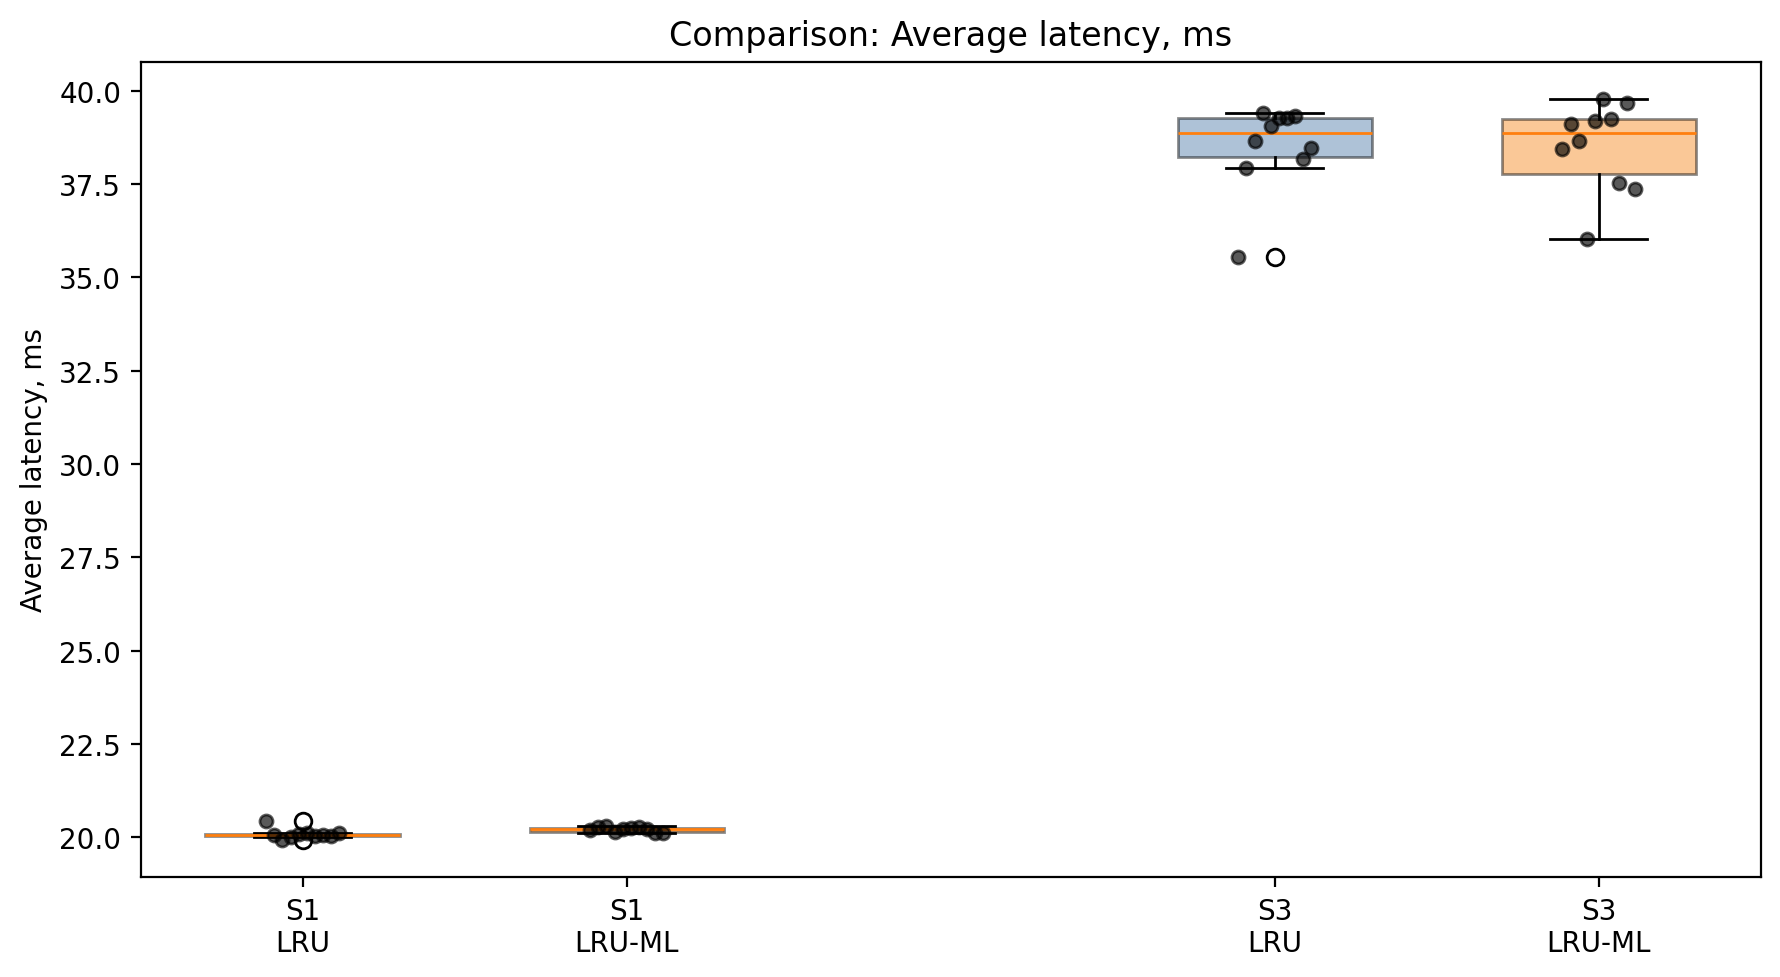 Comparison: Average latency, ms
Average latency, ms
40.0
37.5
35.0
32.5
30.0
27.5
25.0
22.5
20.0
S1
LRU
S1
LRU-ML
S3
LRU
S3
LRU-ML